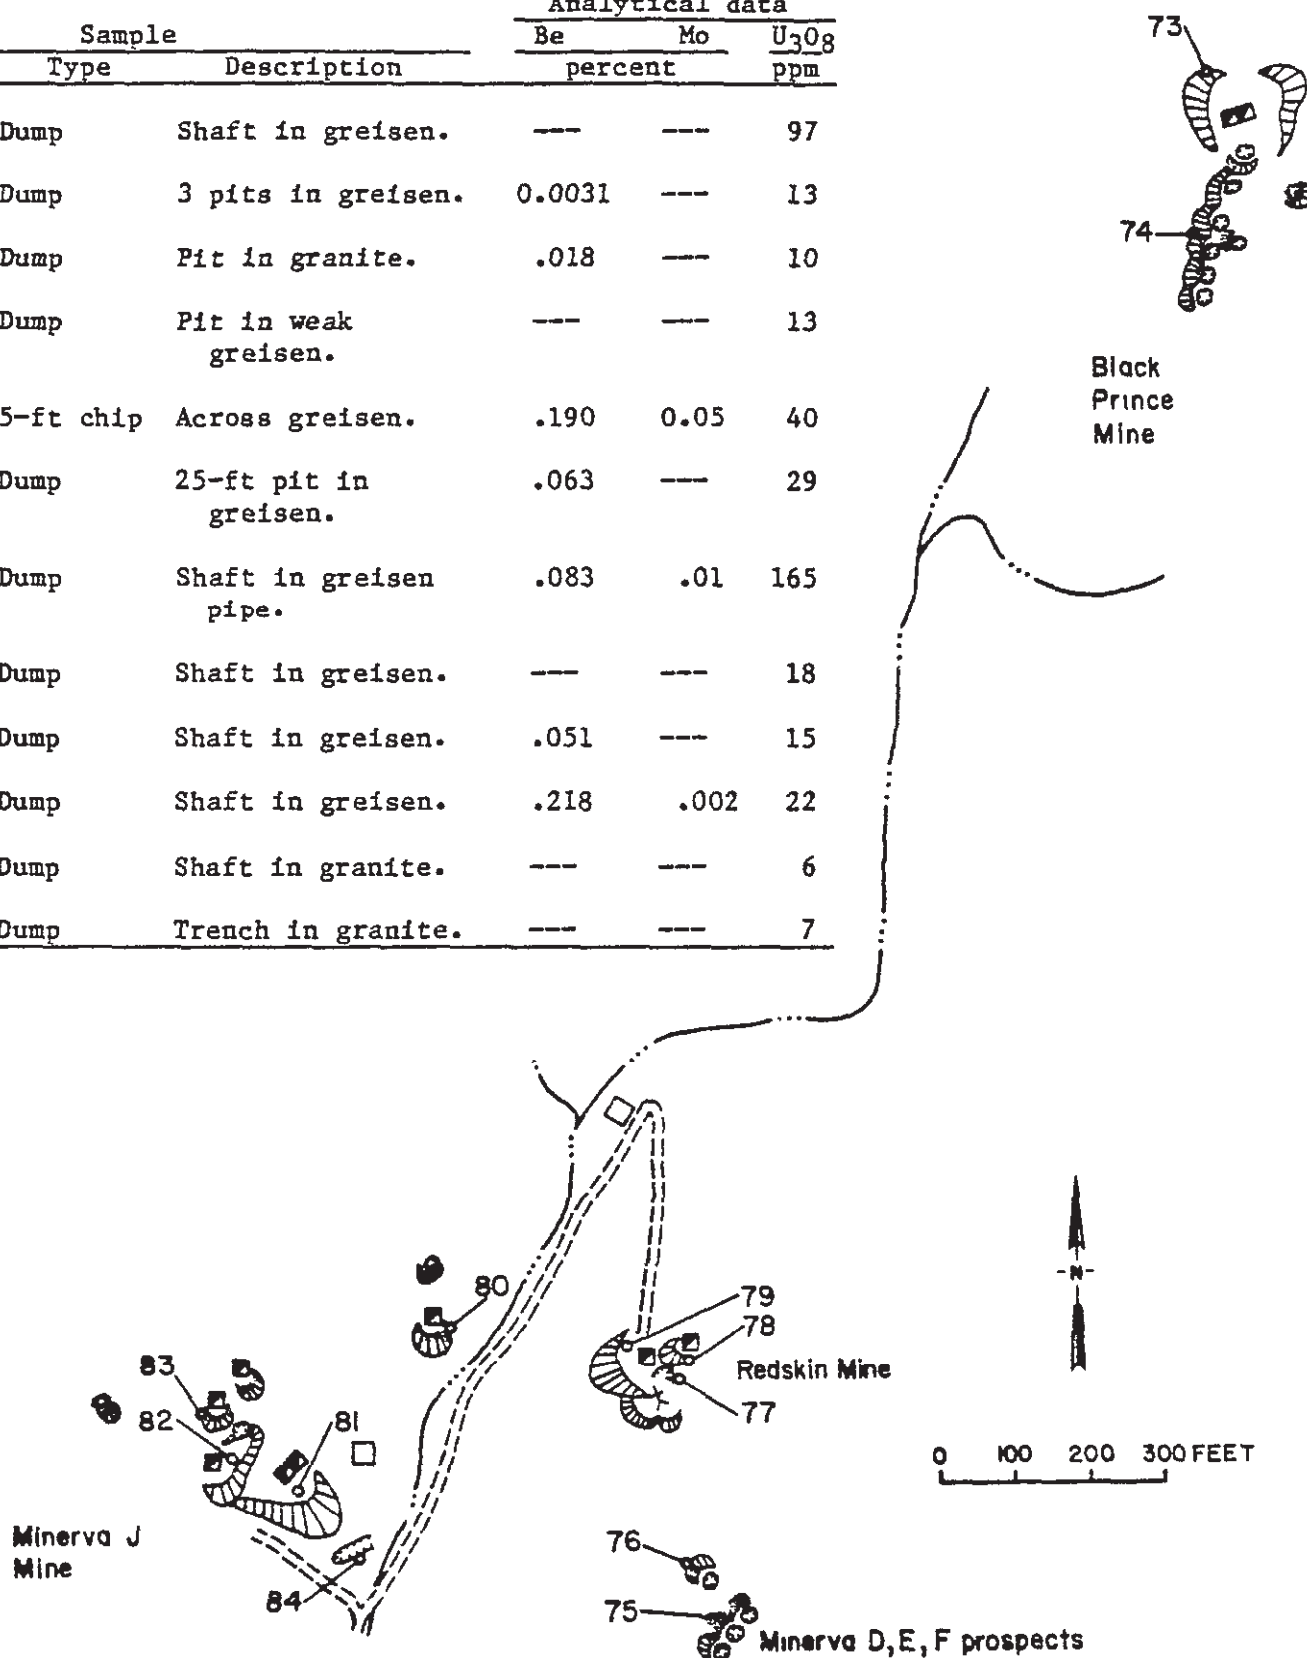 Analytical data
Sample Be Mo U3O8
Type Description percent ppm
Dump Shaft in greisen. --- --- 97
Dump 3 pits in greisen. 0.0031 --- 13
Dump Pit in granite. .018 --- 10
Dump Pit in weak --- --- 13
greisen.
5-ft chip Across greisen. .190 0.05 40
Dump 25-ft pit in .063 --- 29
greisen.
Dump Shaft in greisen .083 .01 165
pipe.
Dump Shaft in greisen. --- --- 18
Dump Shaft in greisen. .051 --- 15
Dump Shaft in greisen. .218 .002 22
Dump Shaft in granite. --- --- 6
Dump Trench in granite. --- --- 7
73
74
Black
Prince
Mine
N
80
79
78
Redskin Mine
77
83
82
81
0 100 200 300 FEET
Minerva J
Mine
84
76
75
Minerva D, E, F prospects